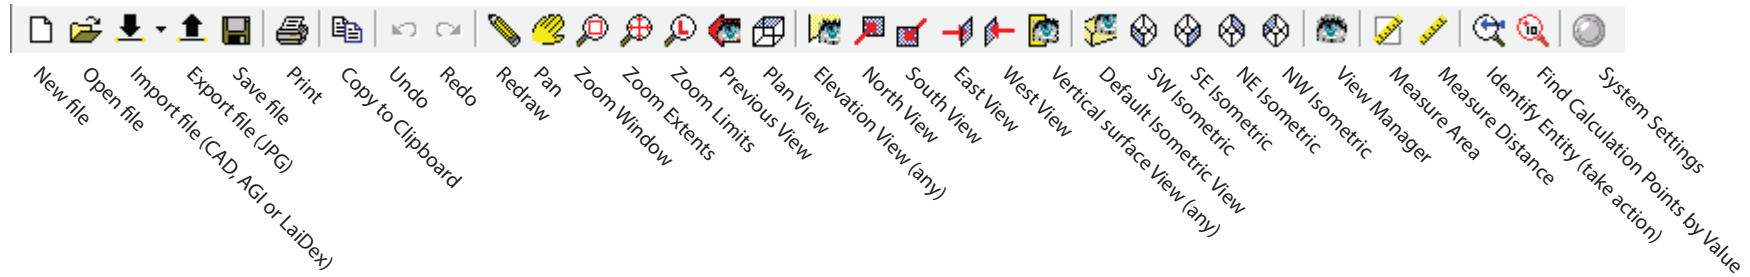 New file
Open file
Import file (CAD, AGI or LaiDex)
Export file (JPG)
Save file
Print
Copy to Clipboard
Undo
Redo
Redraw
Pan
Zoom Window
Zoom Extents
Zoom Limits
Previous View
Plan View
Elevation View (any)
North View
South View
East View
West View
Vertical surface View (any)
Default Isometric View
SW Isometric
SE Isometric
NE Isometric
NW Isometric
View Manager
Measure Area
Measure Distance
Identify Entity (take action)
Find Calculation Points by Value
System Settings